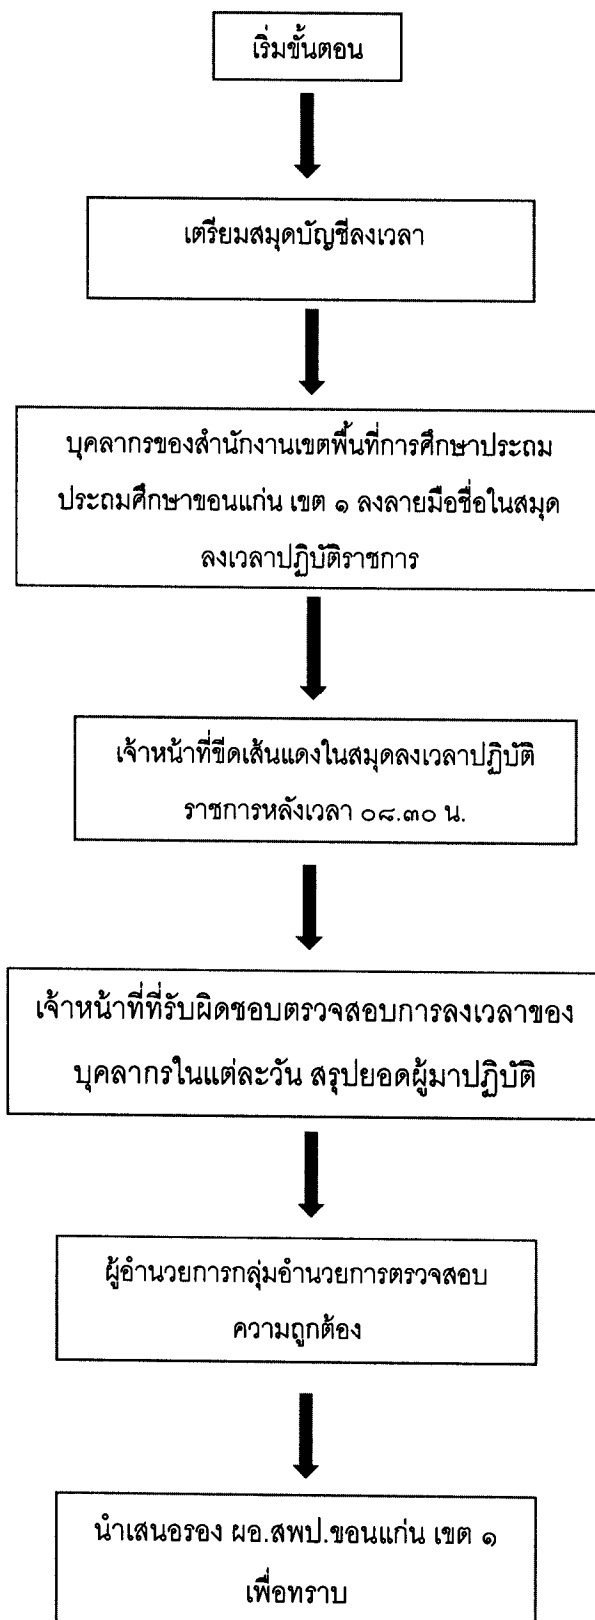 เริ่มขั้นตอน
เตรียมสมุดบัญชีลงเวลา
บุคลากรของสำนักงานเขตพื้นที่การศึกษาประถม
ประถมศึกษาขอนแก่น เขต ๑ ลงลายมือชื่อในสมุด
ลงเวลาปฏิบัติราชการ
เจ้าหน้าที่ขีดเส้นแดงในสมุดลงเวลาปฏิบัติ
ราชการหลังเวลา ๐๘.๓๐ น.
เจ้าหน้าที่ที่รับผิดชอบตรวจสอบการลงเวลาของ
บุคลากรในแต่ละวัน สรุปยอดผู้มาปฏิบัติ
ผู้อำนวยการกลุ่มอำนวยการตรวจสอบ
ความถูกต้อง
นำเสนอรอง ผอ.สพป.ขอนแก่น เขต ๑
เพื่อทราบ